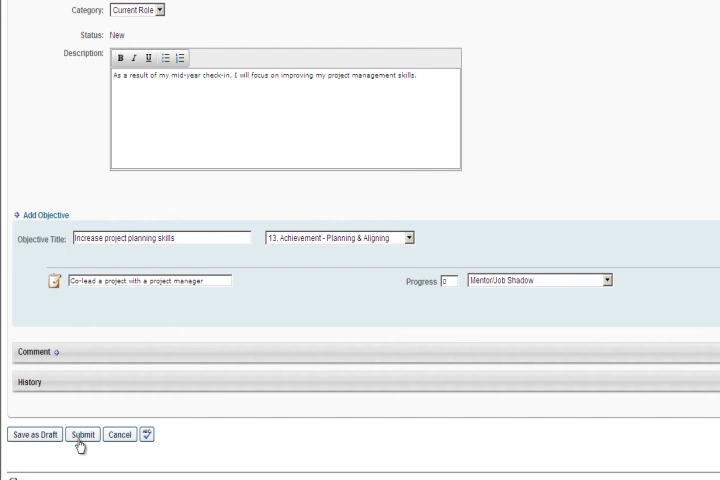 Category: Current Role
Status: New
Description:
B I U
As a result of my mid-year check-in, I will focus on improving my project management skills.
Add Objective
Objective Title: Increase project planning skills 13. Achievement - Planning & Aligning
Co-lead a project with a project manager Progress 0 Mentor/Job Shadow
Comment
History
Save as Draft Submit Cancel ABC